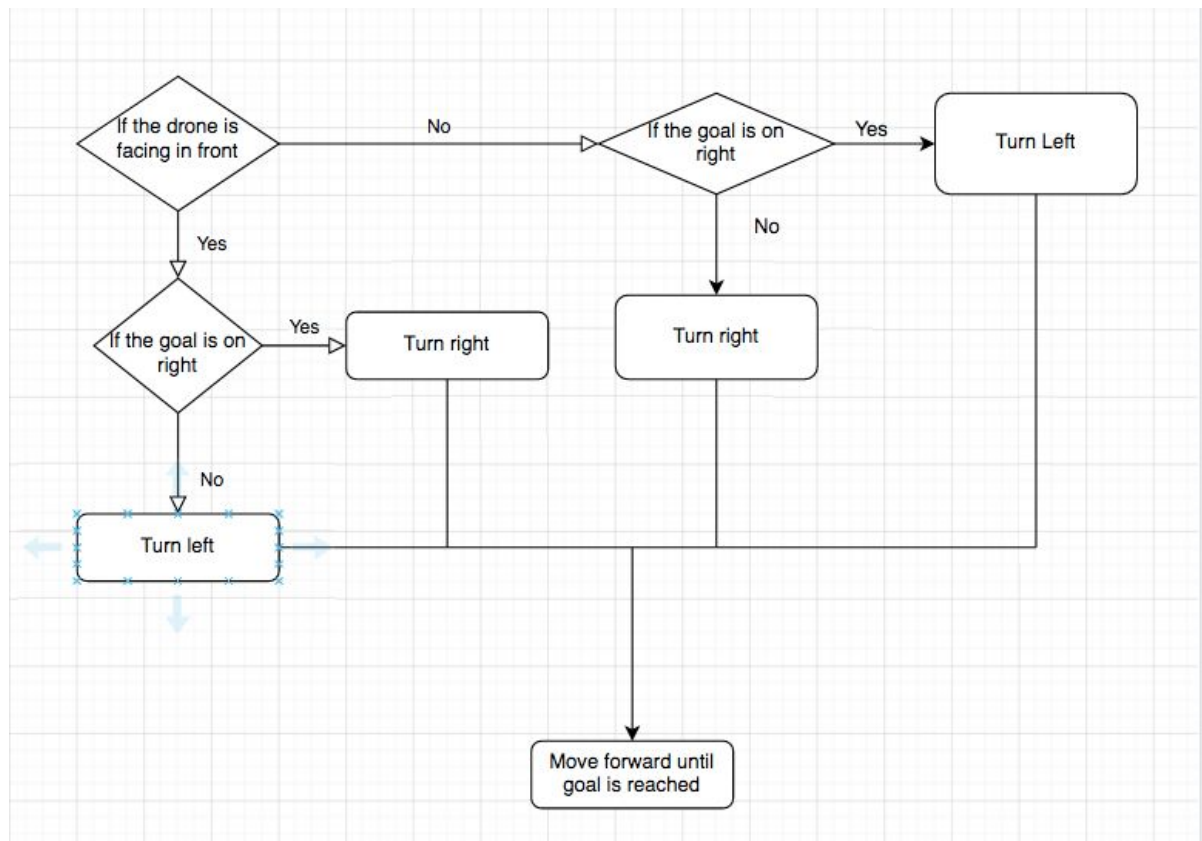 If the drone is
facing in front
No
If the goal is on
right
Yes
Turn Left
Yes
No
If the goal is on
right
Yes
Turn right
Turn right
No
Turn left
Move forward until
goal is reached